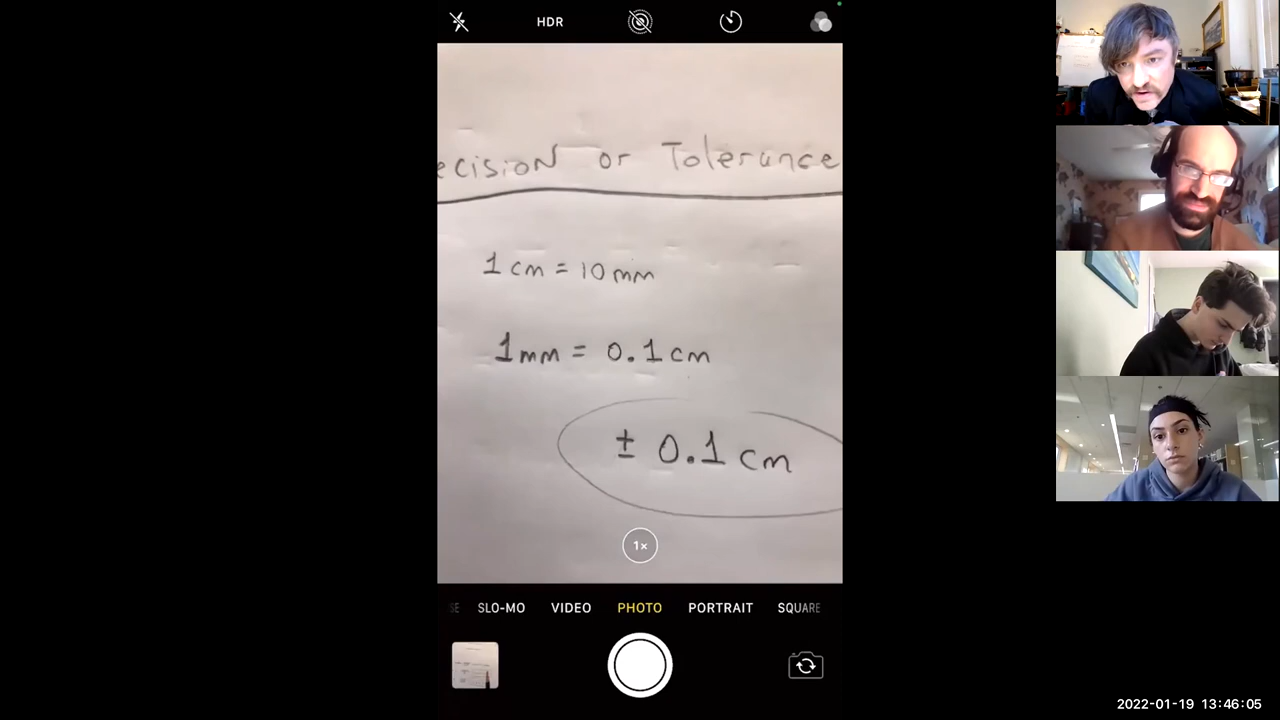 HDR
ecision or Tolerance
1 cm = 10 mm
1 mm = 0.1 cm
± 0.1 cm
1×
SLO-MO VIDEO PHOTO PORTRAIT SQUARE
2022-01-19 13:46:05